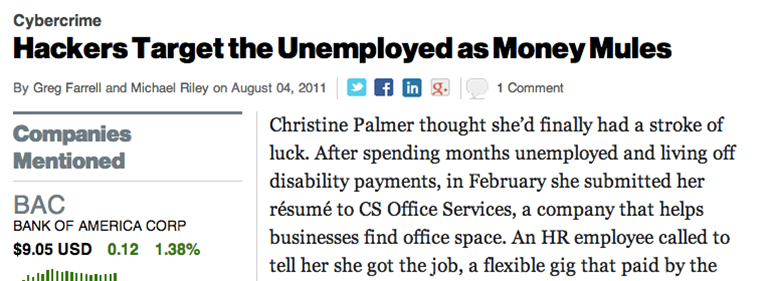 Cybercrime
Hackers Target the Unemployed as Money Mules
By Greg Farrell and Michael Riley on August 04, 2011
1 Comment
Companies
Mentioned
BAC
BANK OF AMERICA CORP
$9.05 USD 0.12 1.38%
Christine Palmer thought she’d finally had a stroke of
luck. After spending months unemployed and living off
disability payments, in February she submitted her
résumé to CS Office Services, a company that helps
businesses find office space. An HR employee called to
tell her she got the job, a flexible gig that paid by the